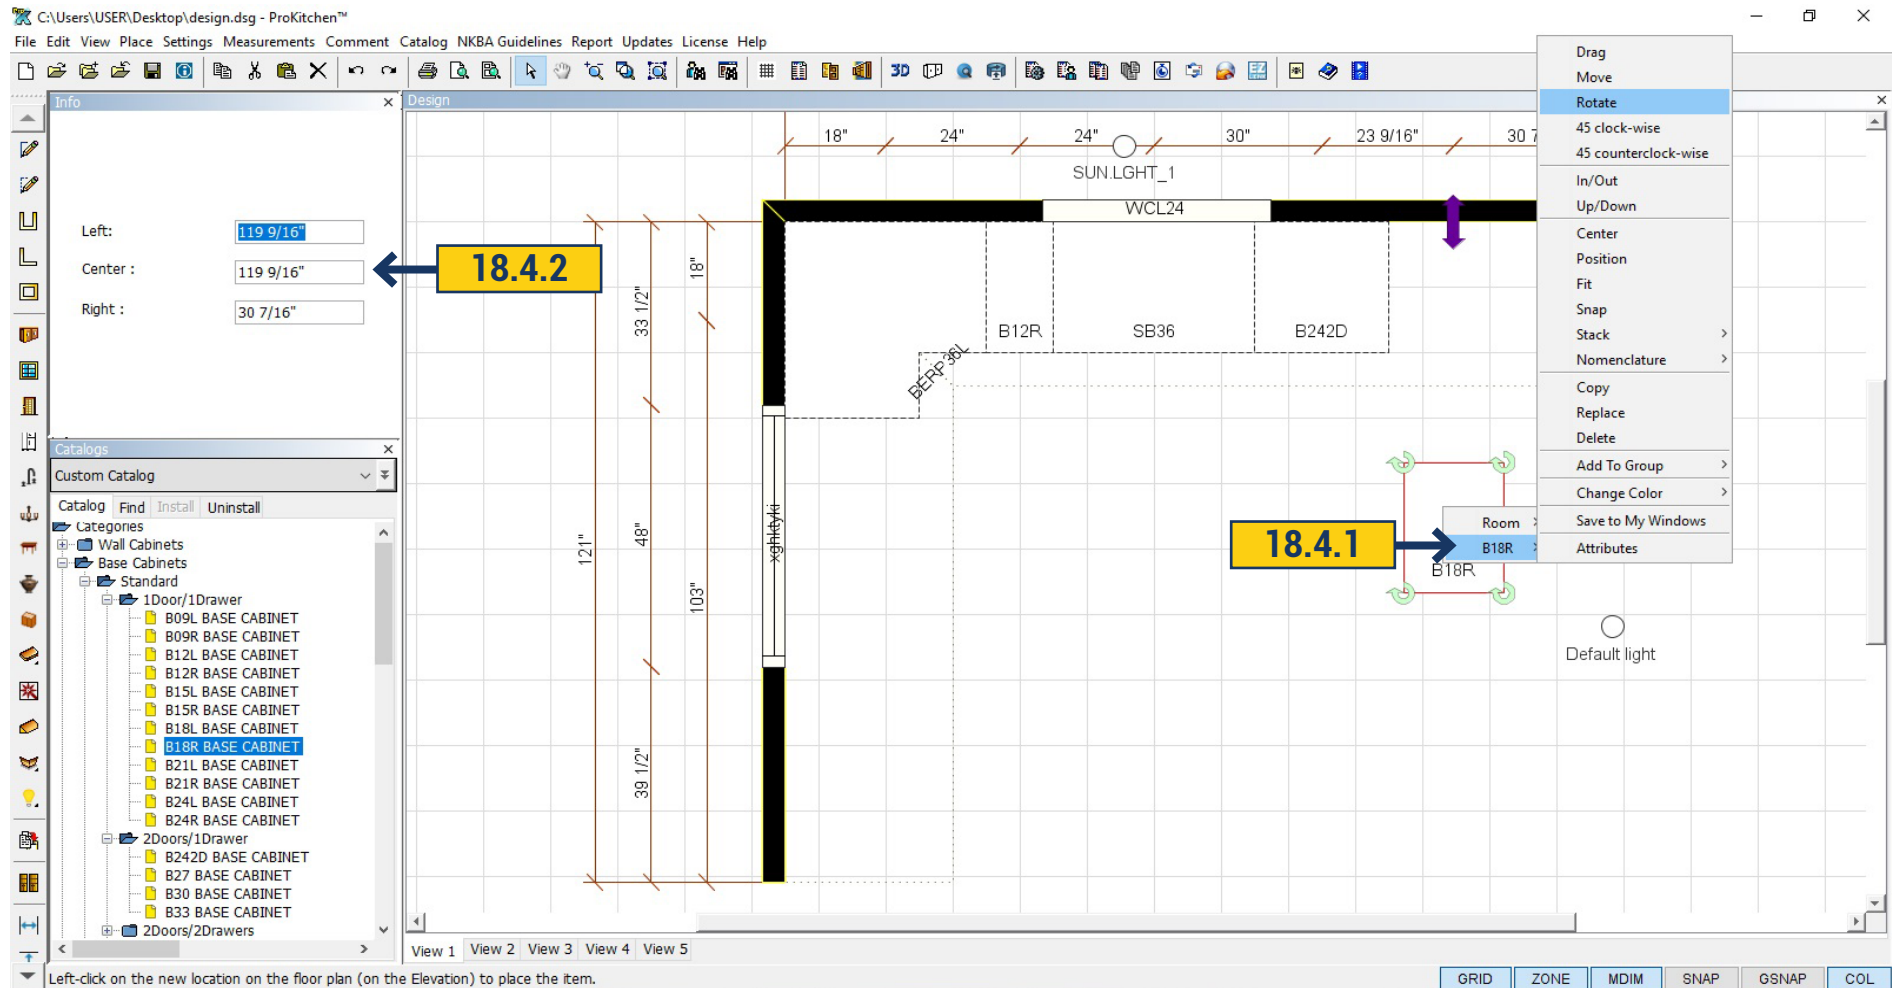 C:\Users\USER\Desktop\design.dsg - ProKitchen™
File Edit View Place Settings Measurements Comment Catalog NKBA Guidelines Report Updates License Help
3D
Info
Left: 119 9/16"
Center : 119 9/16"
Right : 30 7/16"
18.4.2
Catalogs
Custom Catalog
Catalog Find Install Uninstall
Categories
Wall Cabinets
Base Cabinets
Standard
1Door/1Drawer
B09L BASE CABINET
B09R BASE CABINET
B12L BASE CABINET
B12R BASE CABINET
B15L BASE CABINET
B15R BASE CABINET
B18L BASE CABINET
B18R BASE CABINET
B21L BASE CABINET
B21R BASE CABINET
B24L BASE CABINET
B24R BASE CABINET
2Doors/1Drawer
B242D BASE CABINET
B27 BASE CABINET
B30 BASE CABINET
B33 BASE CABINET
2Doors/2Drawers
Design
18" 24" 24" 30" 23 9/16" 30 7
SUN.LGHT_1
WCL24
18"
33 1/2"
B12R SB36 B242D
BERP36L
121"
48"
xghktyki
103"
39 1/2"
18.4.1
Room
B18R
B18R
Default light
Drag
Move
Rotate
45 clock-wise
45 counterclock-wise
In/Out
Up/Down
Center
Position
Fit
Snap
Stack
Nomenclature
Copy
Replace
Delete
Add To Group
Change Color
Save to My Windows
Attributes
View 1 View 2 View 3 View 4 View 5
Left-click on the new location on the floor plan (on the Elevation) to place the item.
GRID ZONE MDIM SNAP GSNAP COL